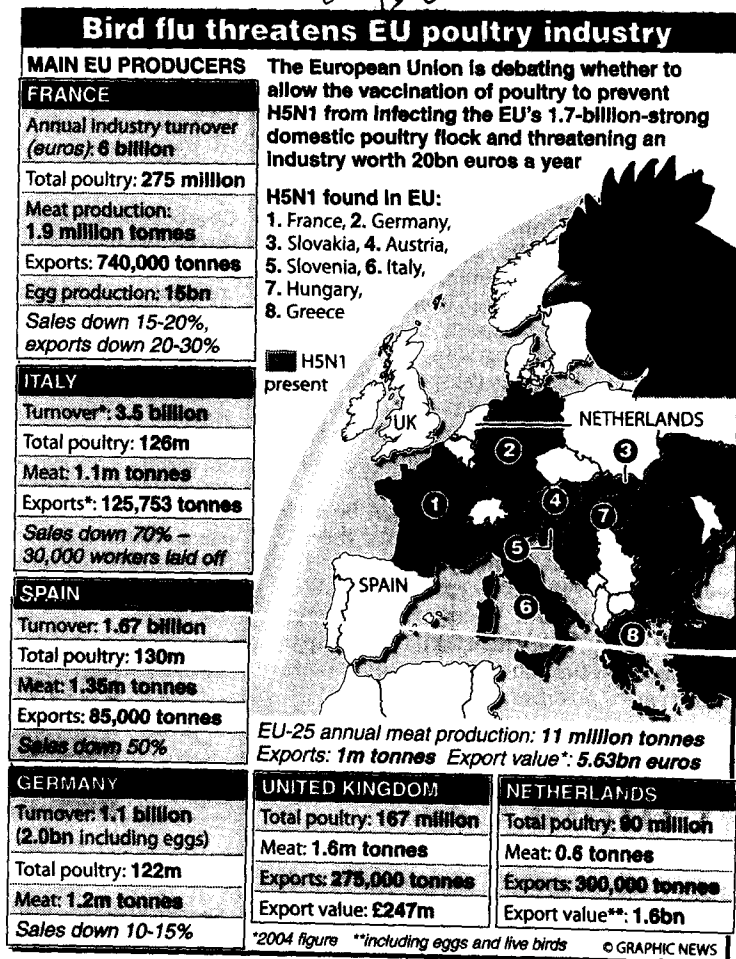 Bird flu threatens EU poultry industry
MAIN EU PRODUCERS
FRANCE
Annual industry turnover
(euros): 6 billion
Total poultry: 275 million
Meat production:
1.9 million tonnes
Exports: 740,000 tonnes
Egg production: 15bn
Sales down 15-20%,
exports down 20-30%
ITALY
Turnover*: 3.5 billion
Total poultry: 126m
Meat: 1.1m tonnes
Exports*: 125,753 tonnes
Sales down 70% –
30,000 workers laid off
SPAIN
Turnover: 1.67 billion
Total poultry: 130m
Meat: 1.35m tonnes
Exports: 85,000 tonnes
Sales down 50%
GERMANY
Turnover: 1.1 billion
(2.0bn including eggs)
Total poultry: 122m
Meat: 1.2m tonnes
Sales down 10-15%
The European Union is debating whether to
allow the vaccination of poultry to prevent
H5N1 from infecting the EU's 1.7-billion-strong
domestic poultry flock and threatening an
industry worth 20bn euros a year
H5N1 found in EU:
1. France, 2. Germany,
3. Slovakia, 4. Austria,
5. Slovenia, 6. Italy,
7. Hungary,
8. Greece
H5N1
present
UK
NETHERLANDS
2
3
1
4
7
5
SPAIN
6
8
EU-25 annual meat production: 11 million tonnes
Exports: 1m tonnes Export value*: 5.63bn euros
UNITED KINGDOM
Total poultry: 167 million
Meat: 1.6m tonnes
Exports: 275,000 tonnes
Export value: £247m
NETHERLANDS
Total poultry: 80 million
Meat: 0.6 tonnes
Exports: 300,000 tonnes
Export value**: 1.6bn
*2004 figure **including eggs and live birds
© GRAPHIC NEWS